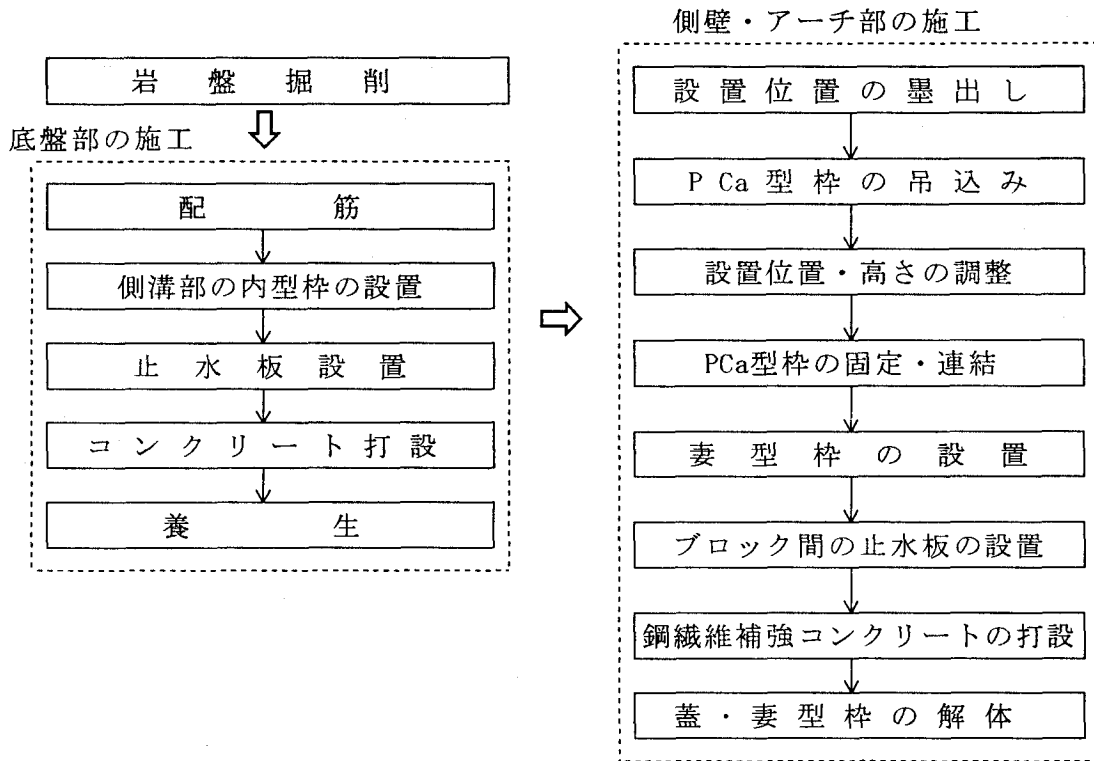 岩盤掘削
底盤部の施工
配筋
側溝部の内型枠の設置
止水板設置
コンクリート打設
養生
側壁・アーチ部の施工
設置位置の墨出し
PCa型枠の吊込み
設置位置・高さの調整
PCa型枠の固定・連結
妻型枠の設置
ブロック間の止水板の設置
鋼繊維補強コンクリートの打設
蓋・妻型枠の解体